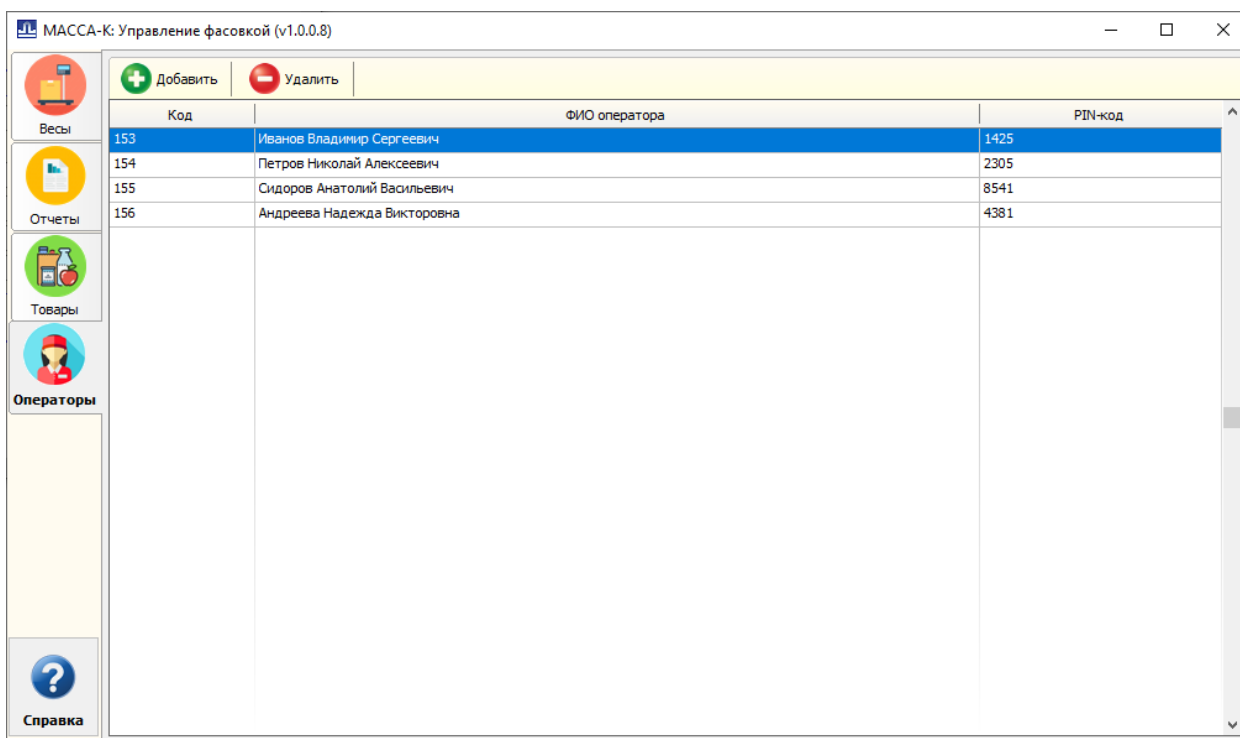 МАССА-К: Управление фасовкой (v1.0.0.8)
Добавить Удалить
Код ФИО оператора PIN-код
153 Иванов Владимир Сергеевич 1425
154 Петров Николай Алексеевич 2305
155 Сидоров Анатолий Васильевич 8541
156 Андреева Надежда Викторовна 4381
Весы
Отчеты
Товары
Операторы
Справка